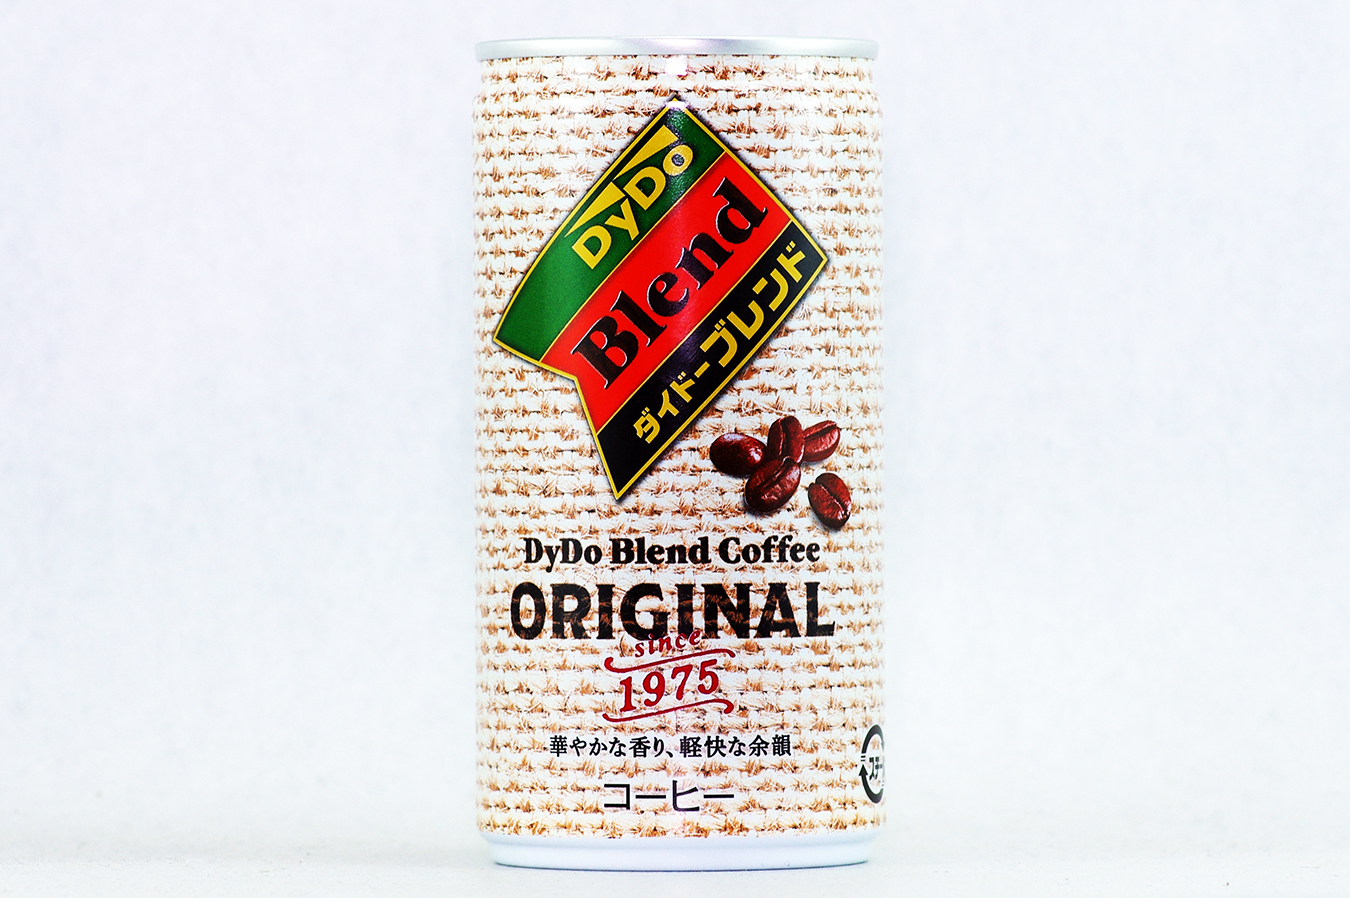 DyDo
Blend
ダイドーブレンド
DyDo Blend Coffee
ORIGINAL
since
1975
華やかな香り、軽快な余韻
コーヒー